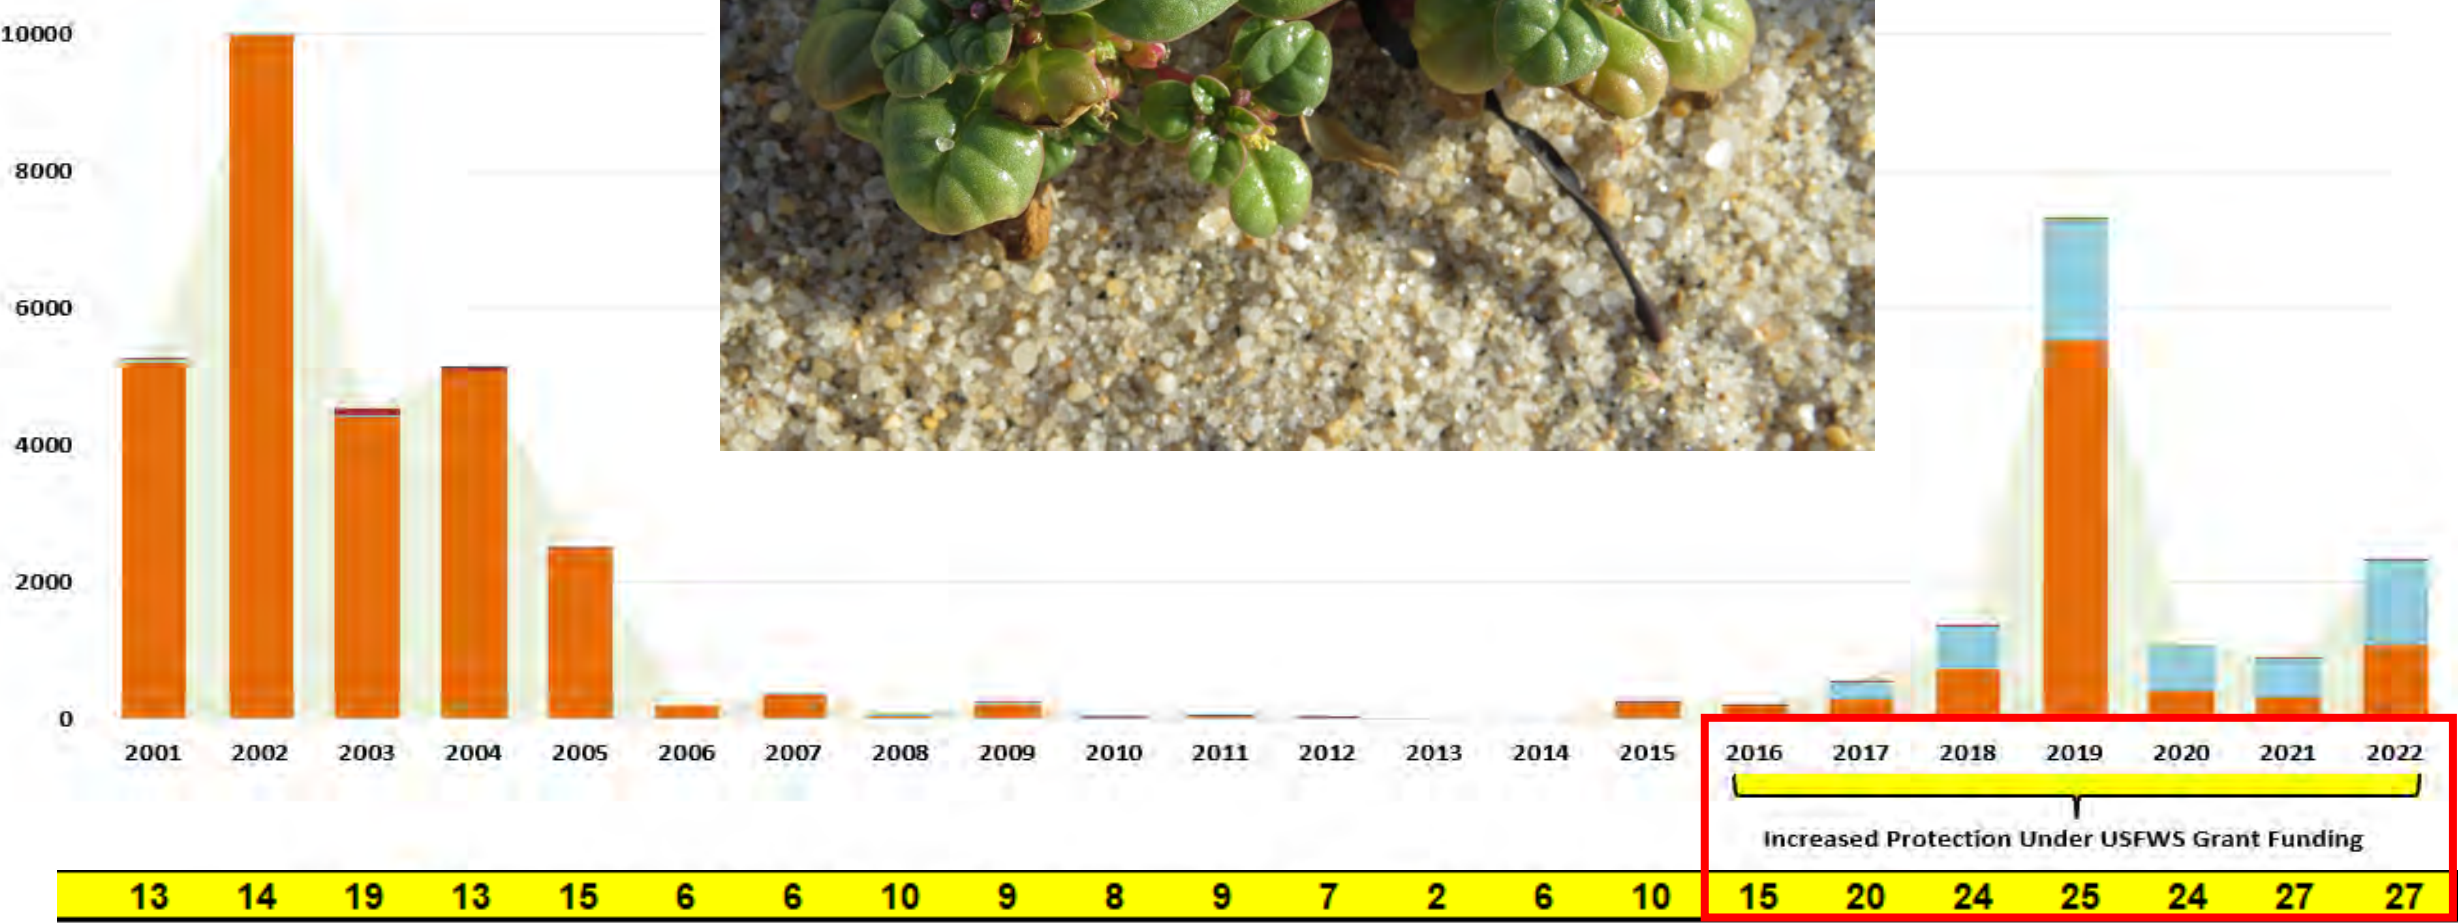 10000
8000
6000
4000
2000
0
2001 2002 2003 2004 2005 2006 2007 2008 2009 2010 2011 2012 2013 2014 2015 2016 2017 2018 2019 2020 2021 2022
Increased Protection Under USFWS Grant Funding
13 14 19 13 15 6 6 10 9 8 9 7 2 6 10 15 20 24 25 24 27 27